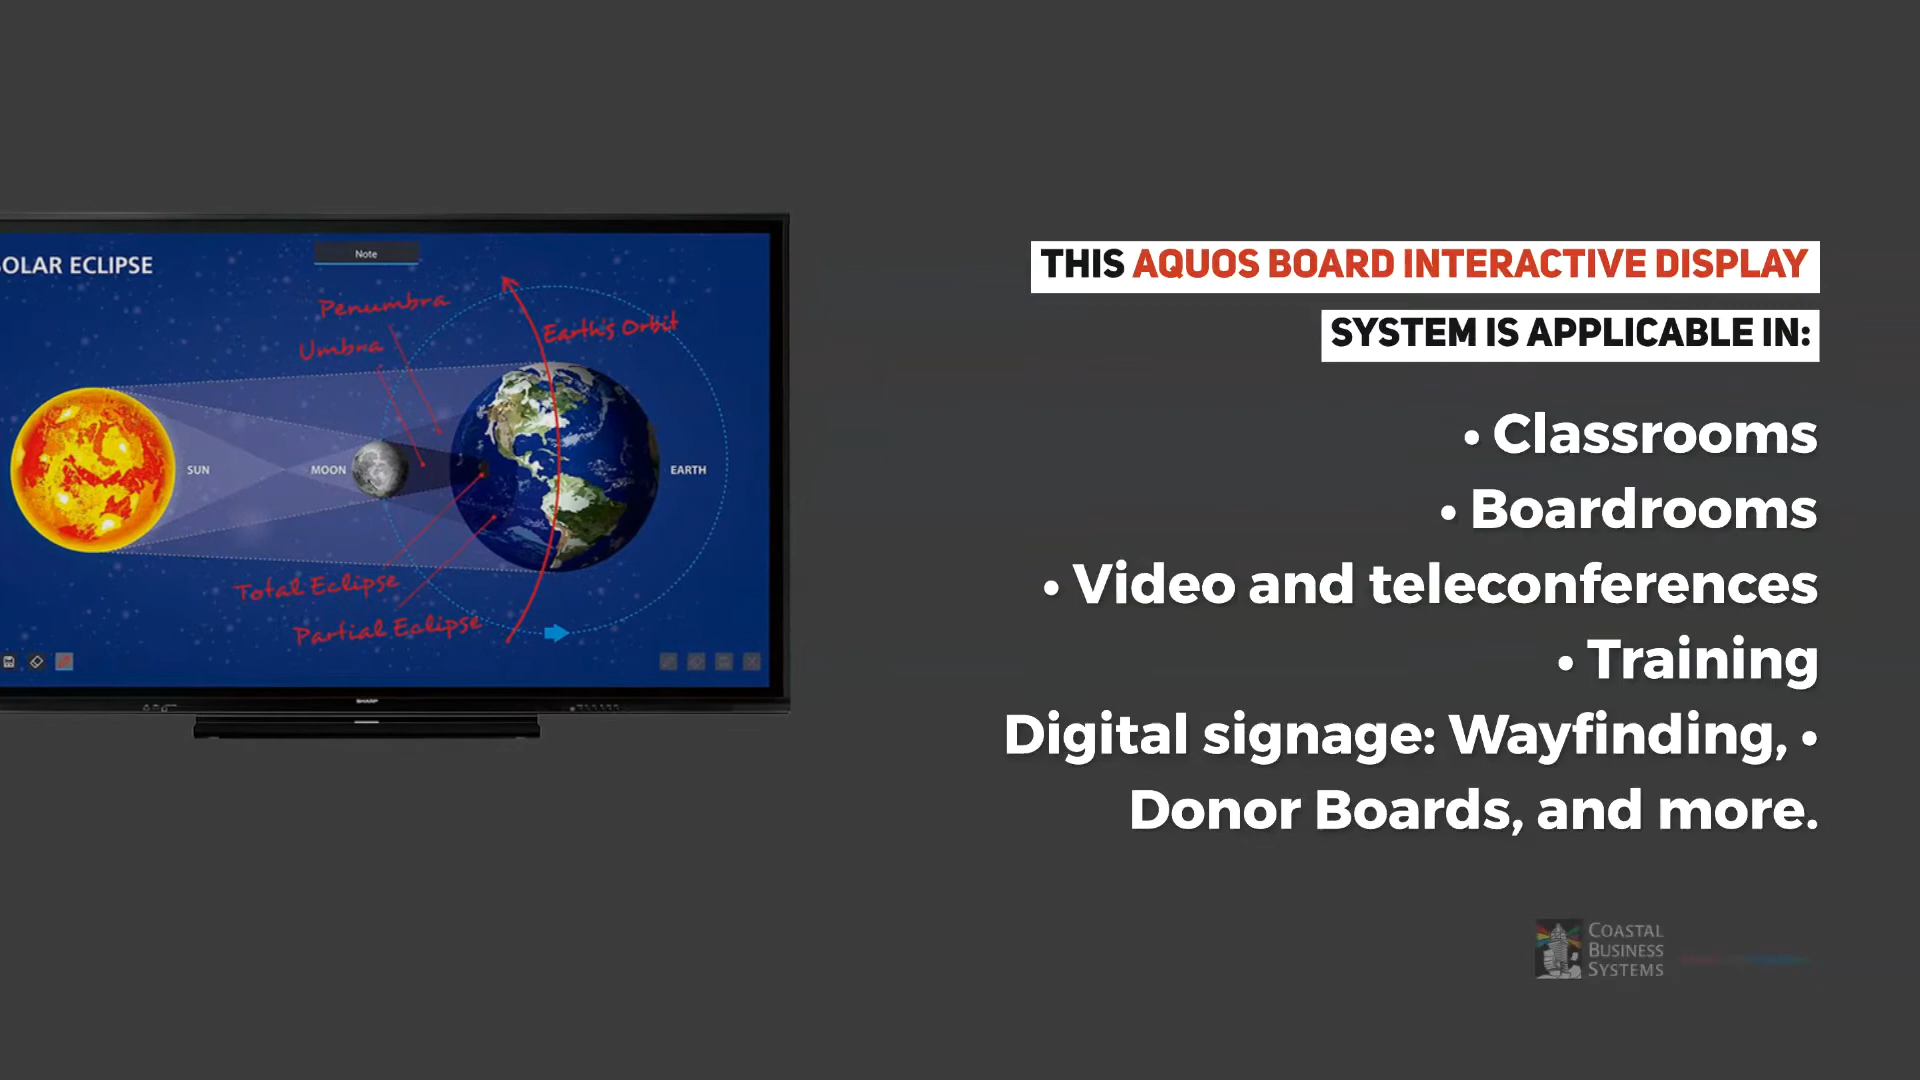 OLAR ECLIPSE
Note
Penumbra
Umbra
Earth's Orbit
SUN
MOON
EARTH
Total Eclipse
Partial Eclipse
SHARP
THIS AQUOS BOARD INTERACTIVE DISPLAY
SYSTEM IS APPLICABLE IN:
• Classrooms
• Boardrooms
• Video and teleconferences
• Training
Digital signage: Wayfinding, •
Donor Boards, and more.
COASTAL
BUSINESS
SYSTEMS